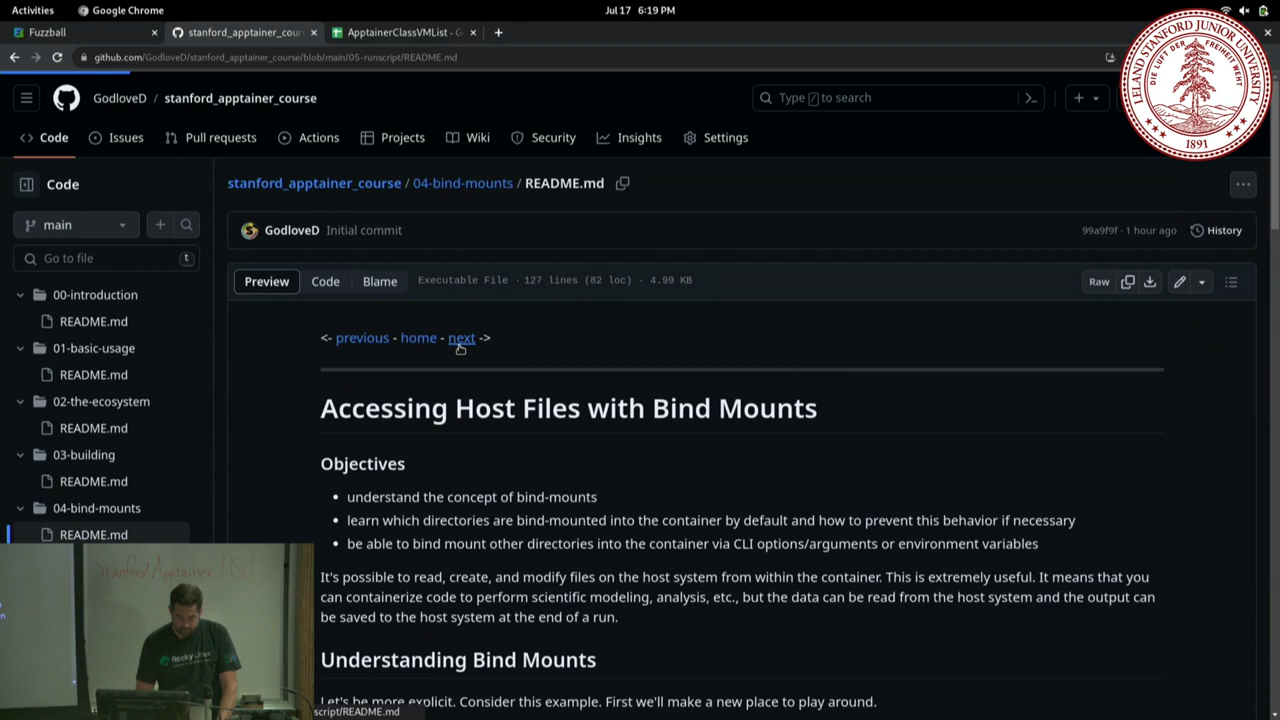 Activities
Google Chrome
Jul 17 6:19 PM
Fuzzball
stanford_apptainer_cour
ApptainerClassVMList - G
github.com/GodloveD/stanford_apptainer_course/blob/main/05-runscript/README.md
GodloveD / stanford_apptainer_course
Type / to search
Code
Issues
Pull requests
Actions
Projects
Wiki
Security
Insights
Settings
LELAND STANFORD JUNIOR UNIVERSITY
DIE LUFT DER FREIHEIT WEHT
1891
Code
main
Go to file
t
00-introduction
README.md
01-basic-usage
README.md
02-the-ecosystem
README.md
03-building
README.md
04-bind-mounts
README.md
stanford_apptainer_course / 04-bind-mounts / README.md
GodloveD Initial commit
99a9f9f · 1 hour ago
History
Preview
Code
Blame
Executable File · 127 lines (82 loc) · 4.99 KB
Raw
<- previous - home - next ->
Accessing Host Files with Bind Mounts
Objectives
• understand the concept of bind-mounts
• learn which directories are bind-mounted into the container by default and how to prevent this behavior if necessary
• be able to bind mount other directories into the container via CLI options/arguments or environment variables
It's possible to read, create, and modify files on the host system from within the container. This is extremely useful. It means that you
can containerize code to perform scientific modeling, analysis, etc., but the data can be read from the host system and the output can
be saved to the host system at the end of a run.
Understanding Bind Mounts
Let's be more explicit. Consider this example. First we'll make a new place to play around.
script/README.md
Stanford Apptainer 101
Rocky Linux